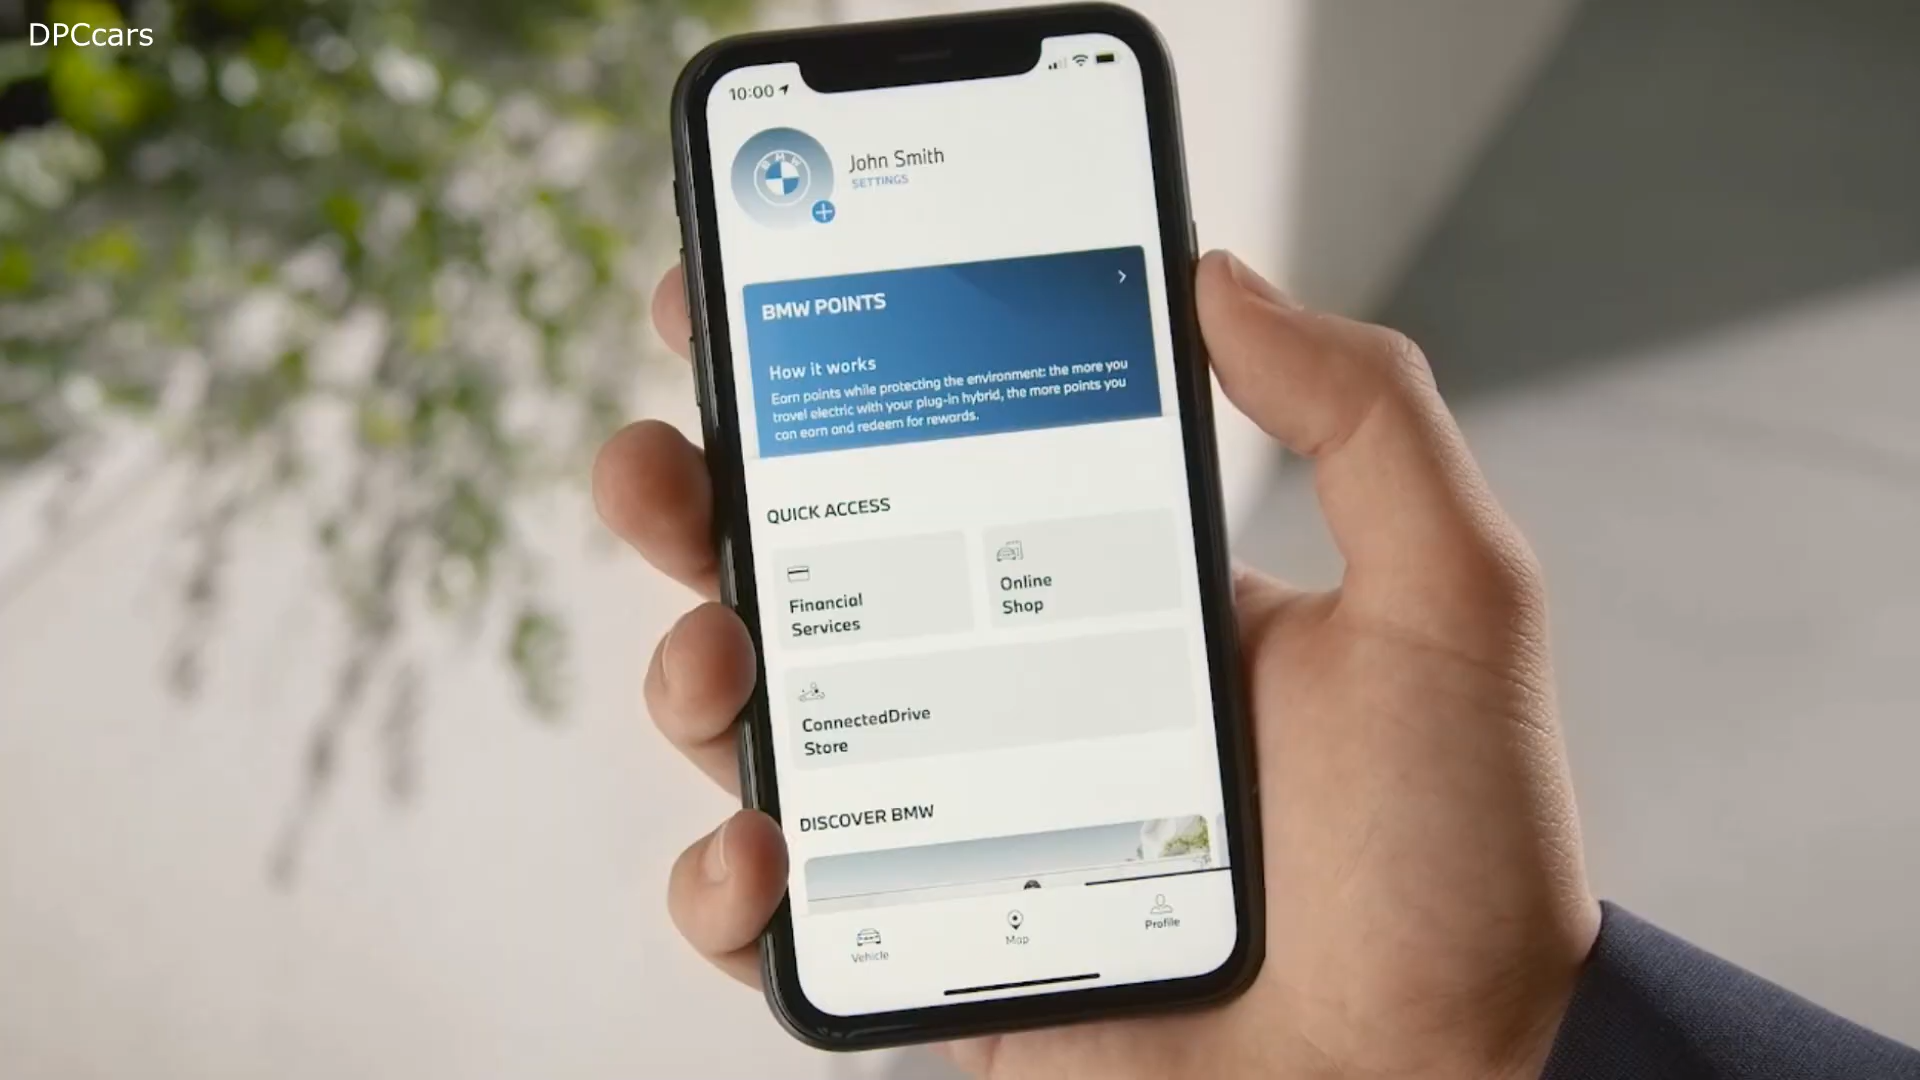 DPCcars
10:00
BMW
John Smith
SETTINGS
BMW POINTS
How it works
Earn points while protecting the environment: the more you
travel electric with your plug-in hybrid, the more points you
can earn and redeem for rewards.
QUICK ACCESS
Financial
Services
Online
Shop
ConnectedDrive
Store
DISCOVER BMW
Vehicle
Map
Profile